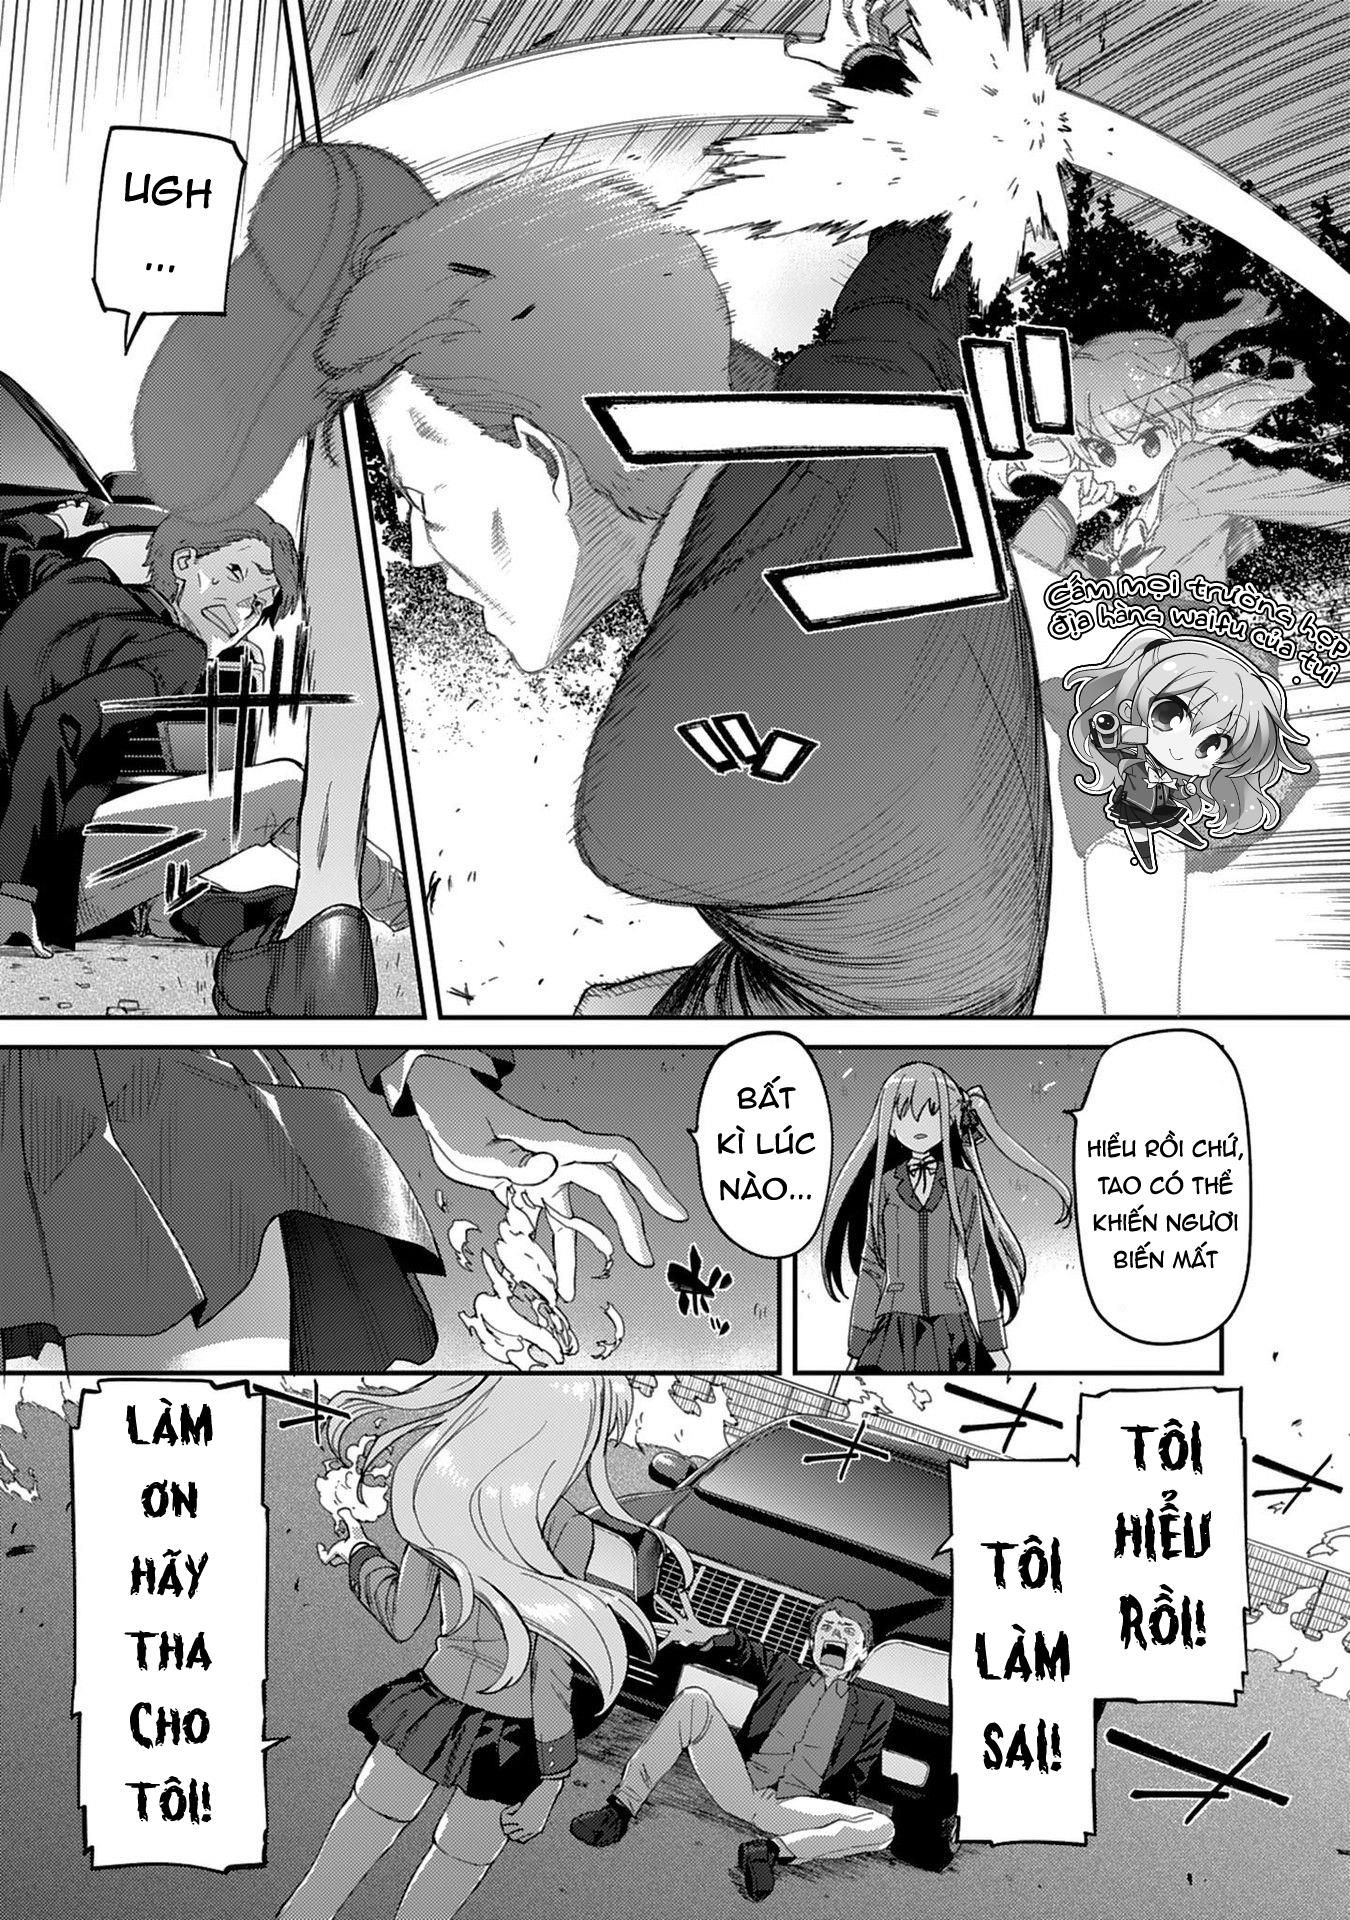 UGH
...
Cấm mọi trường hợp
địa hàng waifu của tui
HIỂU RỒI CHỨ,
TAO CÓ THỂ
KHIẾN NGƯƠI
BIẾN MẤT
BẤT
KÌ LÚC
NÀO...
TÔI
HIỂU
RỒI!
TÔI
LÀM
SAI!
LÀM
ƠN
HÃY
THA
CHO
TÔI!